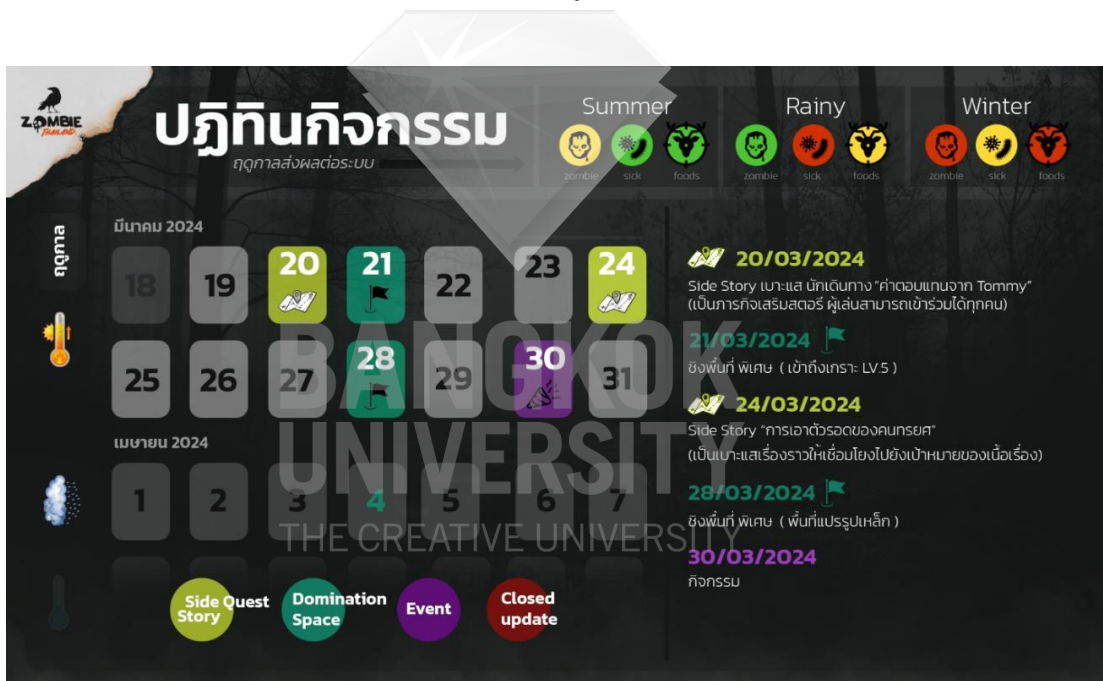 ZOMBIE
THAILAND
ปฏิทินกิจกรรม
ฤดูกาลส่งผลต่อระบบ
Summer
zombie sick foods
Rainy
zombie sick foods
Winter
zombie sick foods
ฤดูกาล
มีนาคม 2024
18 19 20 21 22 23 24
25 26 27 28 29 30 31
เมษายน 2024
1 2 3 4 5 6 7
Side Quest
Story
Domination
Space
Event
Closed
update
20/03/2024
Side Story เบาะแส นักเดินทาง “ค่าตอบแทนจาก Tommy”
(เป็นภารกิจเสริมสตอรี่ ผู้เล่นสามารถเข้าร่วมได้ทุกคน)
21/03/2024
ชิงพื้นที่ พิเศษ ( เข้าถึงเกราะ LV.5 )
24/03/2024
Side Story “การเอาตัวรอดของคนทรยศ”
(เป็นเบาะแสเรื่องราวให้เชื่อมโยงไปยังเป้าหมายของเนื้อเรื่อง)
28/03/2024
ชิงพื้นที่ พิเศษ ( พื้นที่แปรรูปเหล็ก )
30/03/2024
กิจกรรม
BANGKOK
UNIVERSITY
THE CREATIVE UNIVERSITY